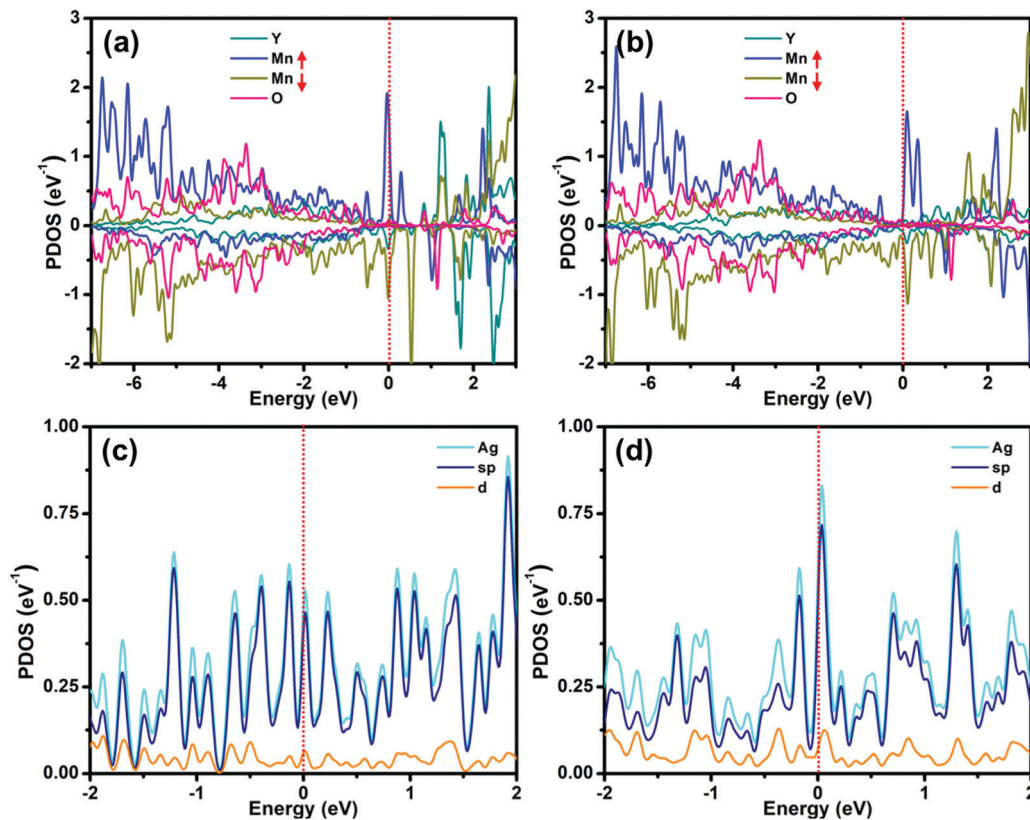 (a)
Y
Mn
Mn
O
3
2
1
0
-1
-2
PDOS (eV⁻¹)
-6 -4 -2 0 2
Energy (eV)
(b)
Y
Mn
Mn
O
3
2
1
0
-1
-2
PDOS (eV⁻¹)
-6 -4 -2 0 2
Energy (eV)
(c)
Ag
sp
d
1.00
0.75
0.50
0.25
0.00
PDOS (eV⁻¹)
-2 -1 0 1 2
Energy (eV)
(d)
Ag
sp
d
1.00
0.75
0.50
0.25
0.00
PDOS (eV⁻¹)
-2 -1 0 1 2
Energy (eV)